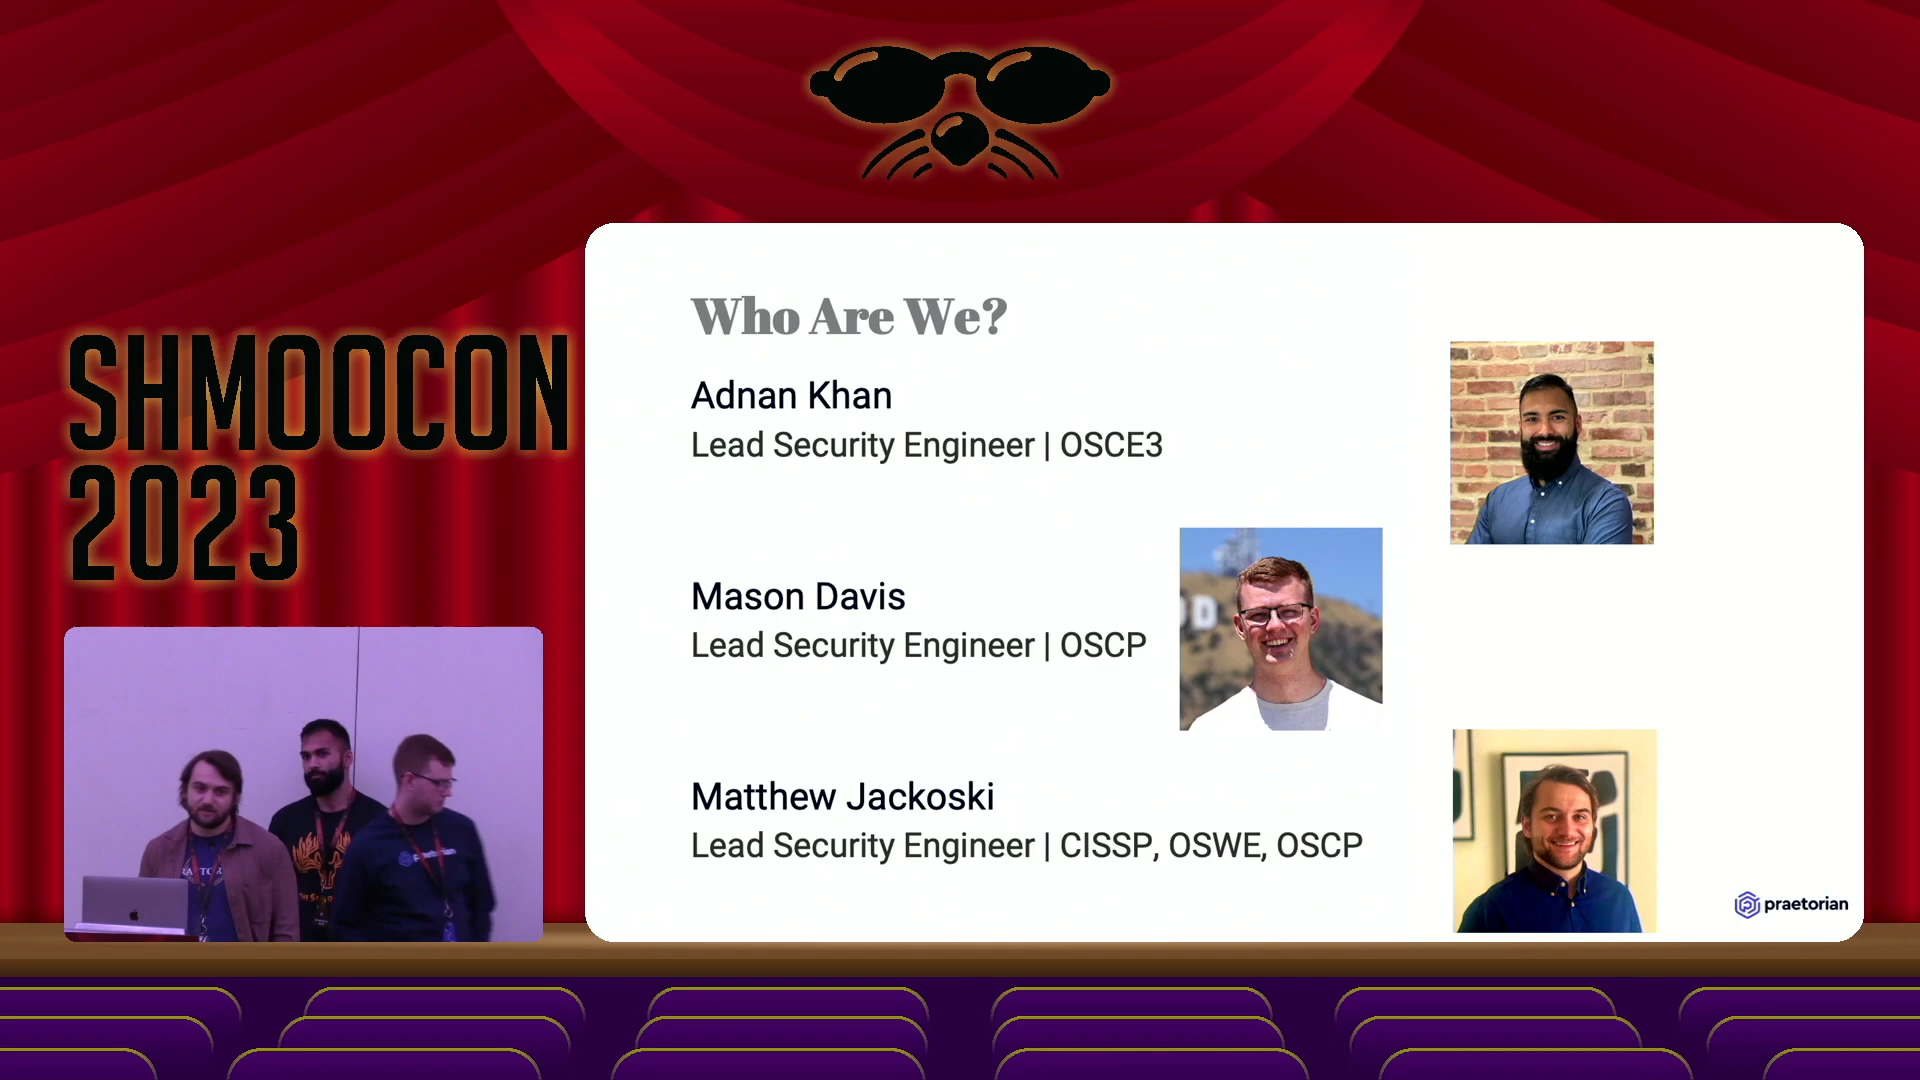 SHMOOCON
2023
Who Are We?
Adnan Khan
Lead Security Engineer | OSCE3
Mason Davis
Lead Security Engineer | OSCP
Matthew Jackoski
Lead Security Engineer | CISSP, OSWE, OSCP
praetorian
praetorian